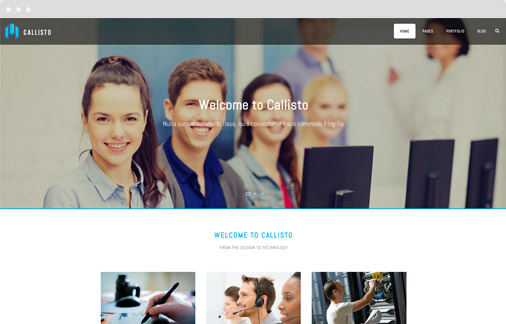 CALLISTO
HOME PAGES PORTFOLIO BLOG
Welcome to Callisto
Nulla cursus commodo risus, quis consectetur risus commodo fringilla.
WELCOME TO CALLISTO
FROM THE DESIGN TO TECHNOLOGY